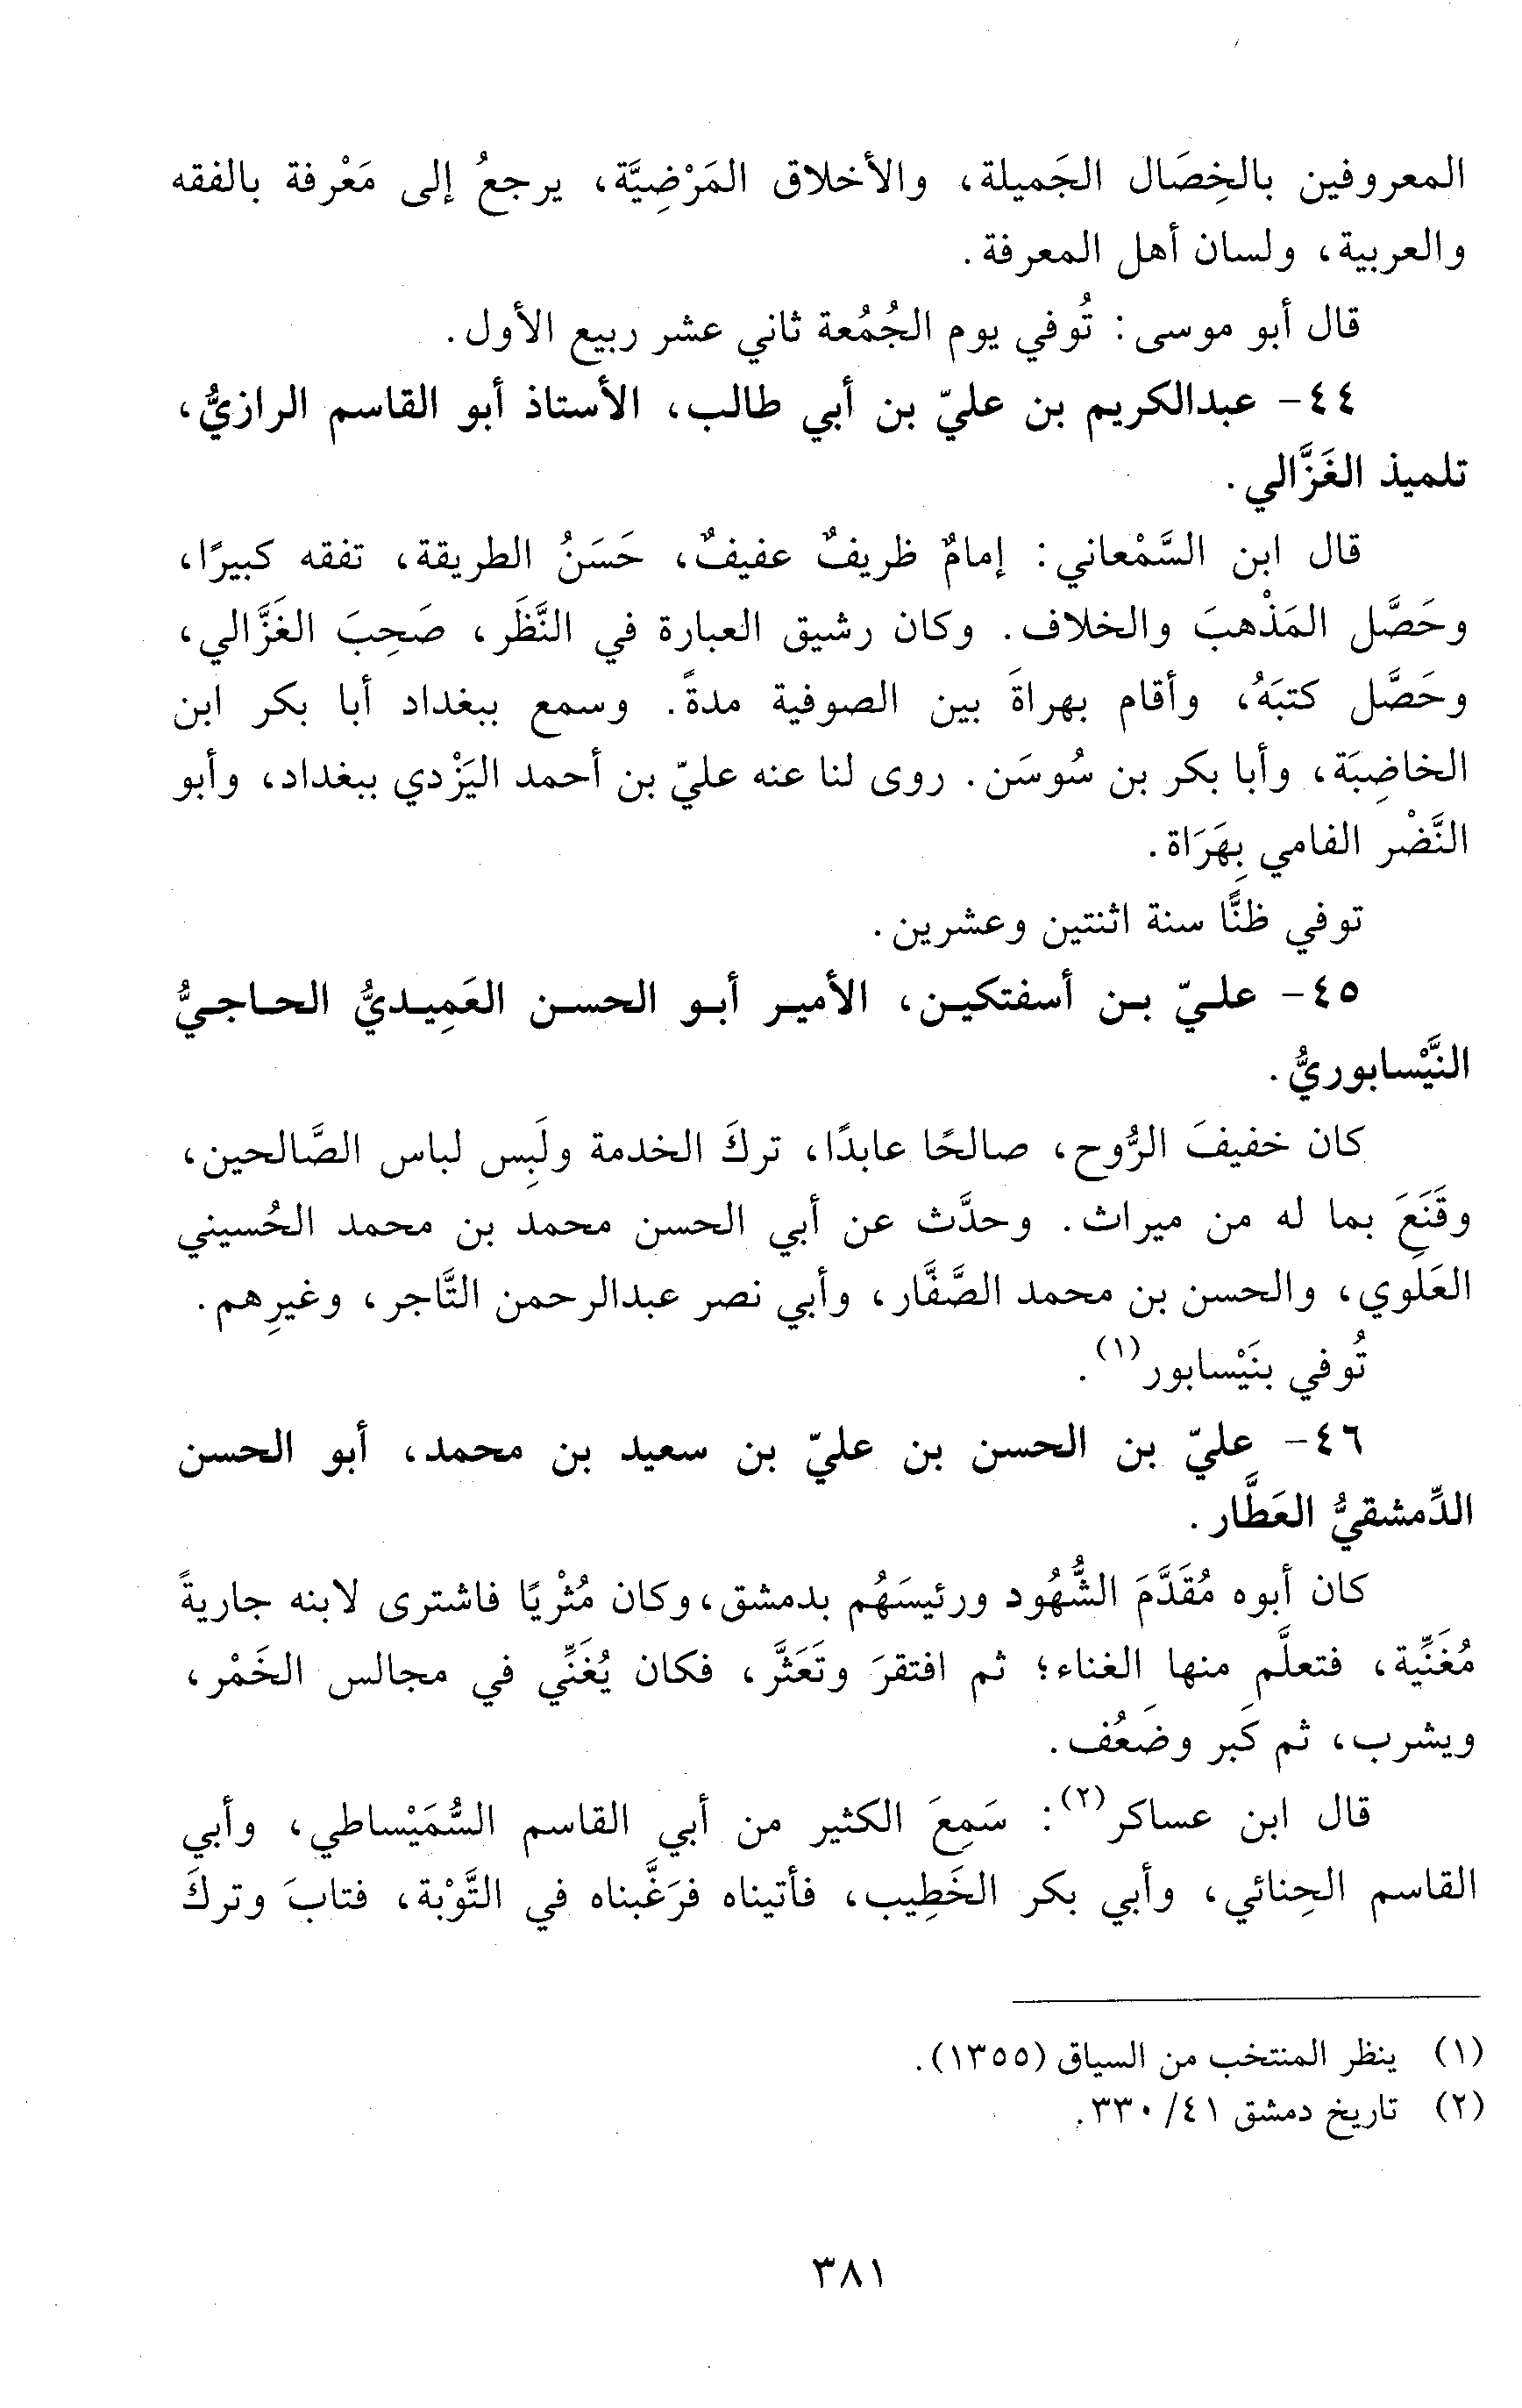 المعروفين بالخِصَال الجَميلة، والأخلاق المَرْضِيَّة، يرجعُ إلى مَعْرفة بالفقه
والعربية، ولسان أهل المعرفة.
قال أبو موسى: تُوفي يوم الجُمُعة ثاني عشر ربيع الأول.
٤٤- عبدالكريم بن عليّ بن أبي طالب، الأستاذ أبو القاسم الرازيُّ،
تلميذ الغَزَّالي.
قال ابن السَّمْعاني: إمامٌ ظريفٌ عفيفٌ، حَسَنُ الطريقة، تفقه كبيرًا،
وحَصَّل المَذْهبَ والخلاف. وكان رشيق العبارة في النَّظَر، صَحِبَ الغَزَّالي،
وحَصَّل كتبَهُ، وأقام بهراةَ بين الصوفية مدةً. وسمع ببغداد أبا بكر ابن
الخاضِبَة، وأبا بكر بن سُوسَن. روى لنا عنه عليّ بن أحمد اليَزْدي ببغداد، وأبو
النَّضْر الفامي بِهَرَاة.
توفي ظنًّا سنة اثنتين وعشرين.
٤٥- عليّ بن أسفتكين، الأمير أبو الحسن العَمِيديُّ الحاجيُّ
النَّيْسابوريُّ.
كان خفيفَ الرُّوح، صالحًا عابدًا، تركَ الخدمة ولَبِس لباس الصَّالحين،
وقَنَعَِ بما له من ميراث. وحدَّث عن أبي الحسن محمد بن محمد الحُسيني
العَلَوي، والحسن بن محمد الصَّفَّار، وأبي نصر عبدالرحمن التَّاجر، وغيرِهم.
تُوفي بنَيْسابور(١).
٤٦- عليّ بن الحسن بن عليّ بن سعيد بن محمد، أبو الحسن
الدِّمشقيُّ العَطَّار.
كان أبوه مُقَدَّمَ الشُّهُود ورئيسَهُم بدمشق، وكان مُثْريًا فاشترى لابنه جاريةً
مُغَنِّية، فتعلَّم منها الغناء؛ ثم افتقرَ وتَعَثَّر، فكان يُغَنِّي في مجالس الخَمْر،
ويشرب، ثم كَبر وضَعُف.
قال ابن عساكر(٢): سَمِعَ الكثير من أبي القاسم السُّمَيْساطي، وأبي
القاسم الحِنائي، وأبي بكر الخَطِيب، فأتيناه فرَغَّبناه في التَّوْبة، فتابَ وتركَ
(١) ينظر المنتخب من السياق (١٣٥٥).
(٢) تاريخ دمشق ٤١/ ٣٣٠.
٣٨١